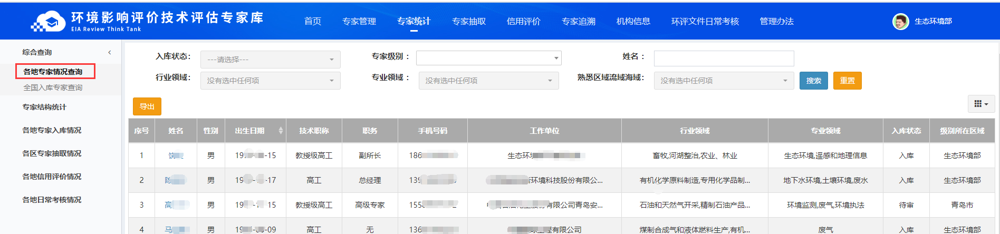 环境影响评价技术评估专家库
EIA Review Think Tank
首页 专家管理 专家统计 专家抽取 信用评价 专家追溯 机构信息 环评文件日常考核 管理办法 生态环境部
综合查询
各地专家情况查询
全国入库专家查询
专家结构统计
各地专家入库情况
各区专家抽取情况
各地信用评价情况
各地日常考核情况
入库状态： ---请选择--- 专家级别： 姓名：
行业领域： 没有选中任何项 专业领域： 没有选中任何项 熟悉区域流域海域： 没有选中任何项 搜索 重置
导出
序号 姓名 性别 出生日期 技术职称 职务 手机号码 工作单位 行业领域 专业领域 入库状态 级别所在区域
1 男 19 -15 教授级高工 副所长 186 生态环 畜牧,河湖整治,农业、林业 生态环境,遥感和地理信息 入库 生态环境部
2 陈 男 19 -17 高工 总经理 139 环境科技股份有限公... 有机化学原料制造,专用化学品制... 地下水环境,土壤环境,废水 入库 生态环境部
3 高 男 19 -15 教授级高工 高级专家 155 有限公司青岛安... 石油和天然气开采,精制石油产品... 环境监测,废气,环境执法 待审 青岛市
4 马 男 19 -09 高工 无 136 有限公司 煤制合成气和液体燃料生产,有机... 废气 入库 生态环境部